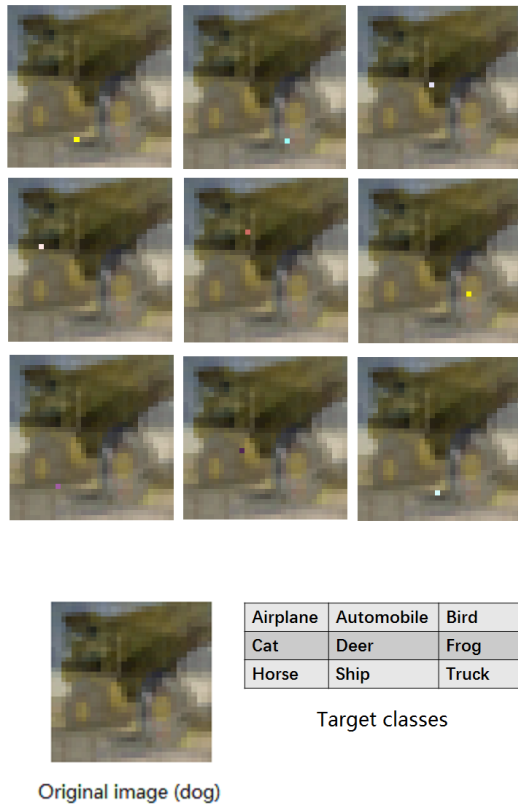 Airplane Automobile Bird
Cat Deer Frog
Horse Ship Truck
Target classes
Original image (dog)